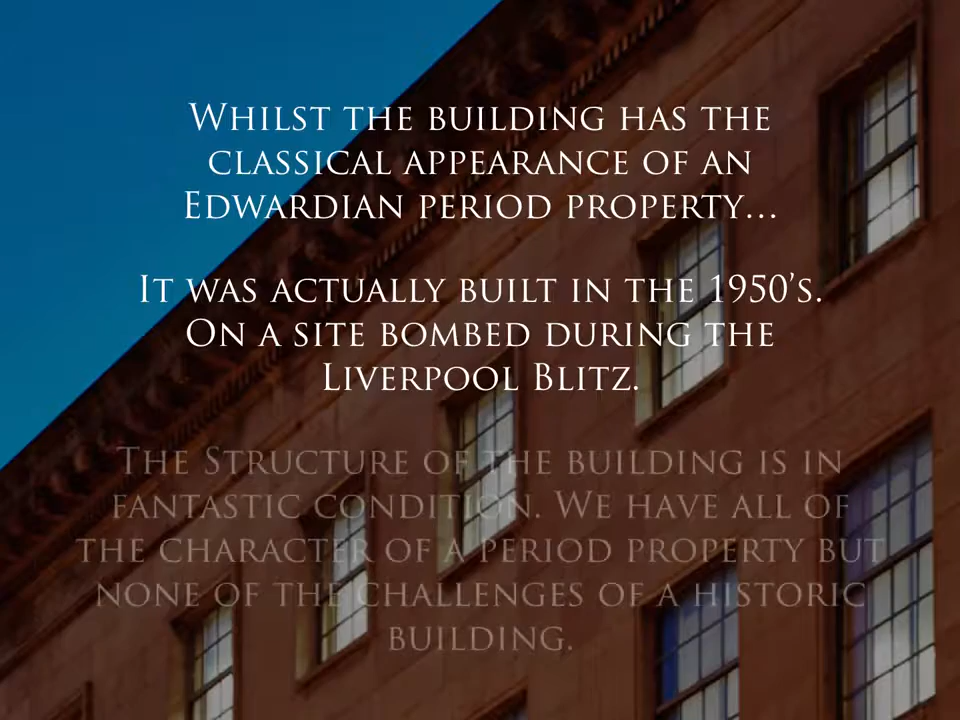 Whilst the building has the
classical appearance of an
Edwardian period property...
It was actually built in the 1950's.
On a site bombed during the
Liverpool Blitz.
The Structure of the building is in
fantastic condition. We have all of
the character of a period property but
none of the challenges of a historic
building.